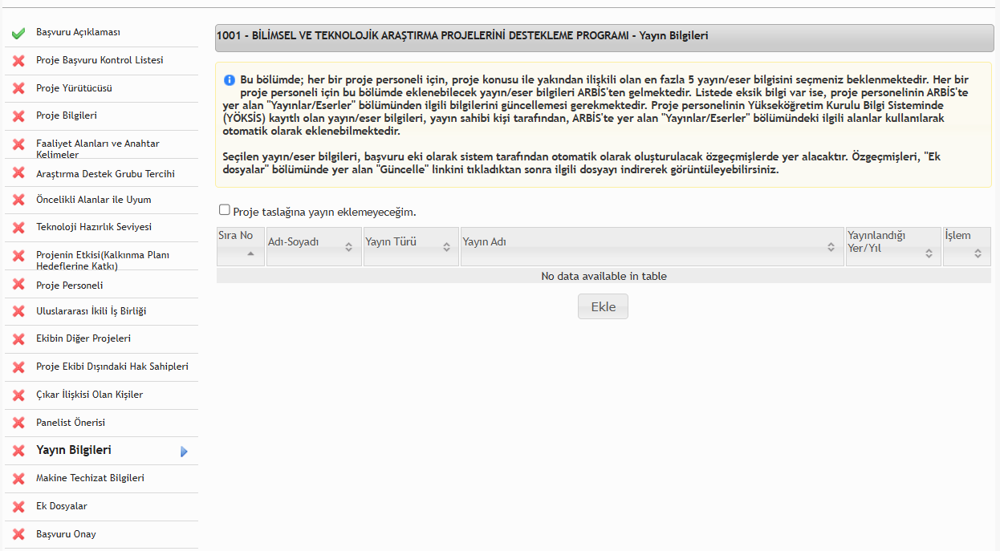 Başvuru Açıklaması
Proje Başvuru Kontrol Listesi
Proje Yürütücüsü
Proje Bilgileri
Faaliyet Alanları ve Anahtar
Kelimeler
Araştırma Destek Grubu Tercihi
Öncelikli Alanlar ile Uyum
Teknoloji Hazırlık Seviyesi
Projenin Etkisi(Kalkınma Planı
Hedeflerine Katkı)
Proje Personeli
Uluslararası İkili İş Birliği
Ekibin Diğer Projeleri
Proje Ekibi Dışındaki Hak Sahipleri
Çıkar İlişkisi Olan Kişiler
Panelist Önerisi
Yayın Bilgileri
Makine Techizat Bilgileri
Ek Dosyalar
Başvuru Onay
1001 - BİLİMSEL VE TEKNOLOJİK ARAŞTIRMA PROJELERİNİ DESTEKLEME PROGRAMI - Yayın Bilgileri
Bu bölümde; her bir proje personeli için, proje konusu ile yakından ilişkili olan en fazla 5 yayın/eser bilgisini seçmeniz beklenmektedir. Her bir
proje personeli için bu bölümde eklenebilecek yayın/eser bilgileri ARBİS'ten gelmektedir. Listede eksik bilgi var ise, proje personelinin ARBİS'te
yer alan "Yayınlar/Eserler" bölümünden ilgili bilgilerini güncellemesi gerekmektedir. Proje personelinin Yükseköğretim Kurulu Bilgi Sisteminde
(YÖKSİS) kayıtlı olan yayın/eser bilgileri, yayın sahibi kişi tarafından, ARBİS'te yer alan "Yayınlar/Eserler" bölümündeki ilgili alanlar kullanılarak
otomatik olarak eklenebilmektedir.
Seçilen yayın/eser bilgileri, başvuru eki olarak sistem tarafından otomatik olarak oluşturulacak özgeçmişlerde yer alacaktır. Özgeçmişleri, "Ek
dosyalar" bölümünde yer alan "Güncelle" linkini tıkladıktan sonra ilgili dosyayı indirerek görüntüleyebilirsiniz.
Proje taslağına yayın eklemeyeceğim.
Sıra No
Adı-Soyadı
Yayın Türü
Yayın Adı
Yayınlandığı
Yer/Yıl
İşlem
No data available in table
Ekle